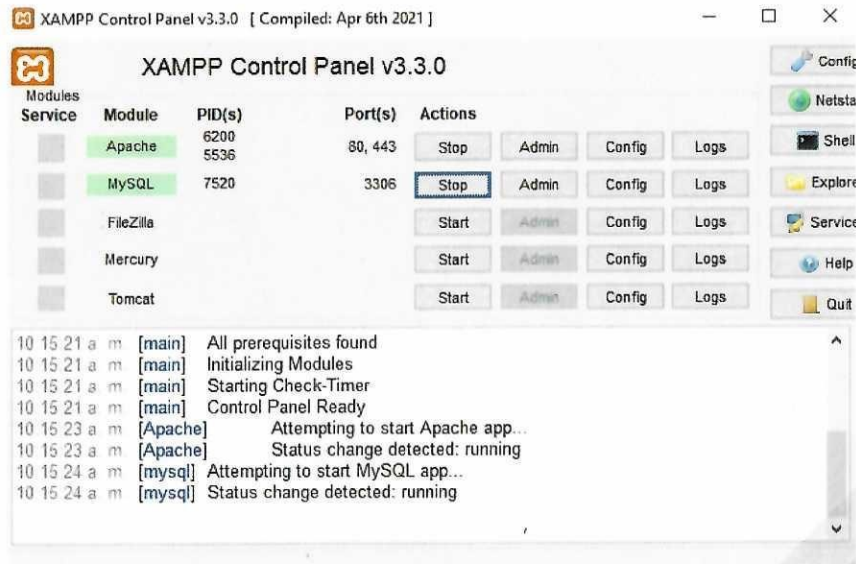 XAMPP Control Panel v3.3.0 [ Compiled: Apr 6th 2021 ]
XAMPP Control Panel v3.3.0
Config
Modules
Service Module PID(s) Port(s) Actions
Netsta
Apache 6200 5536 80, 443 Stop Admin Config Logs
Shell
MySQL 7520 3306 Stop Admin Config Logs
Explore
FileZilla Start Admin Config Logs
Service
Mercury Start Admin Config Logs
Help
Tomcat Start Admin Config Logs
Quit
10 15 21 a m [main] All prerequisites found
10 15 21 a m [main] Initializing Modules
10 15 21 a m [main] Starting Check-Timer
10 15 21 a m [main] Control Panel Ready
10 15 23 a m [Apache] Attempting to start Apache app...
10 15 23 a m [Apache] Status change detected: running
10 15 24 a m [mysql] Attempting to start MySQL app...
10 15 24 a m [mysql] Status change detected: running